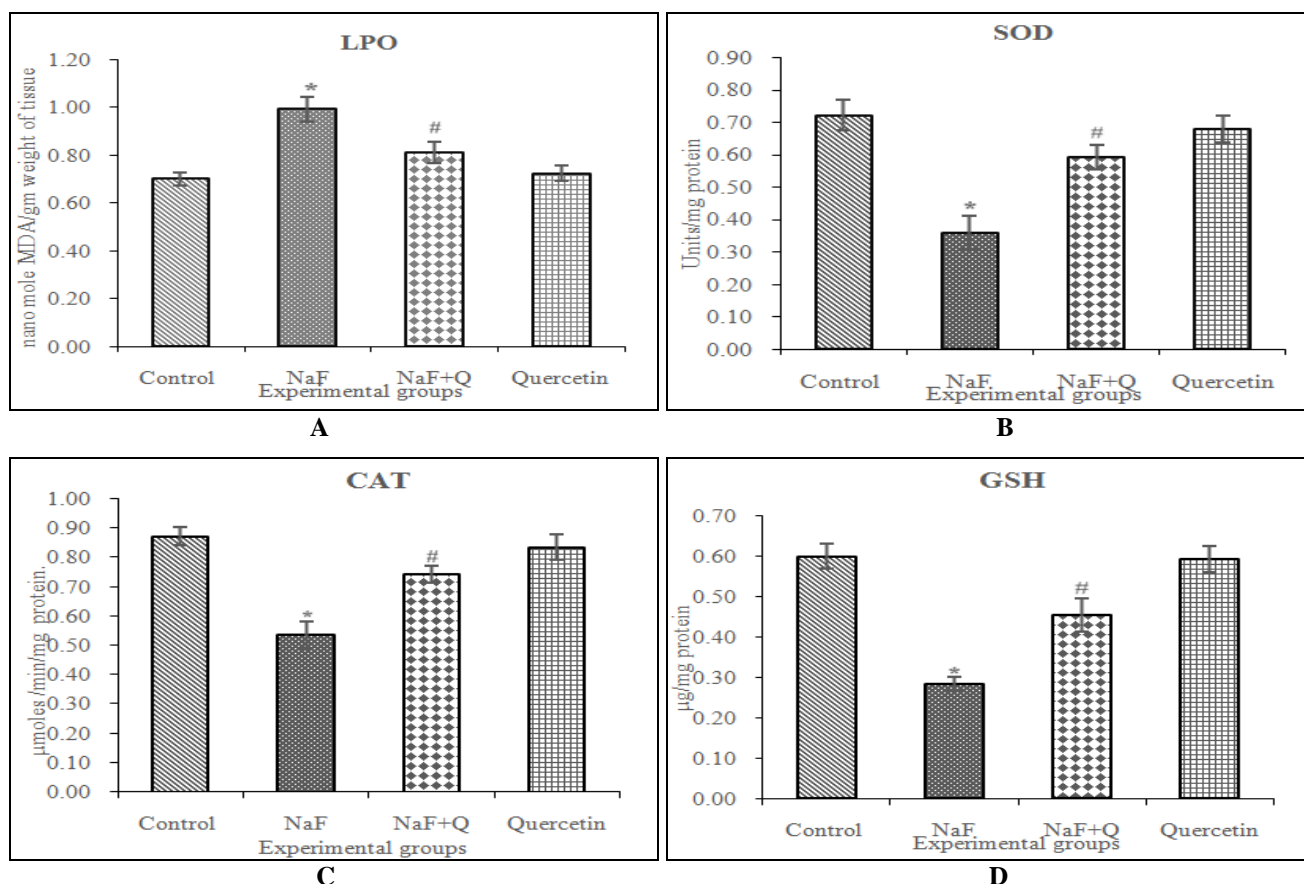 LPO
nano mole MDA/gm weight of tissue
1.20
1.00
0.80
0.60
0.40
0.20
0.00
*
#
Control NaF NaF+Q Quercetin
Experimental groups
A
SOD
Units/mg protein
0.90
0.80
0.70
0.60
0.50
0.40
0.30
0.20
0.10
0.00
*
#
Control NaF NaF+Q Quercetin
Experimental groups
B
CAT
μmoles /min/mg protein.
1.00
0.90
0.80
0.70
0.60
0.50
0.40
0.30
0.20
0.10
0.00
*
#
Control NaF NaF+Q Quercetin
Experimental groups
C
GSH
μg/mg protein
0.70
0.60
0.50
0.40
0.30
0.20
0.10
0.00
*
#
Control NaF NaF+Q Quercetin
Experimental groups
D